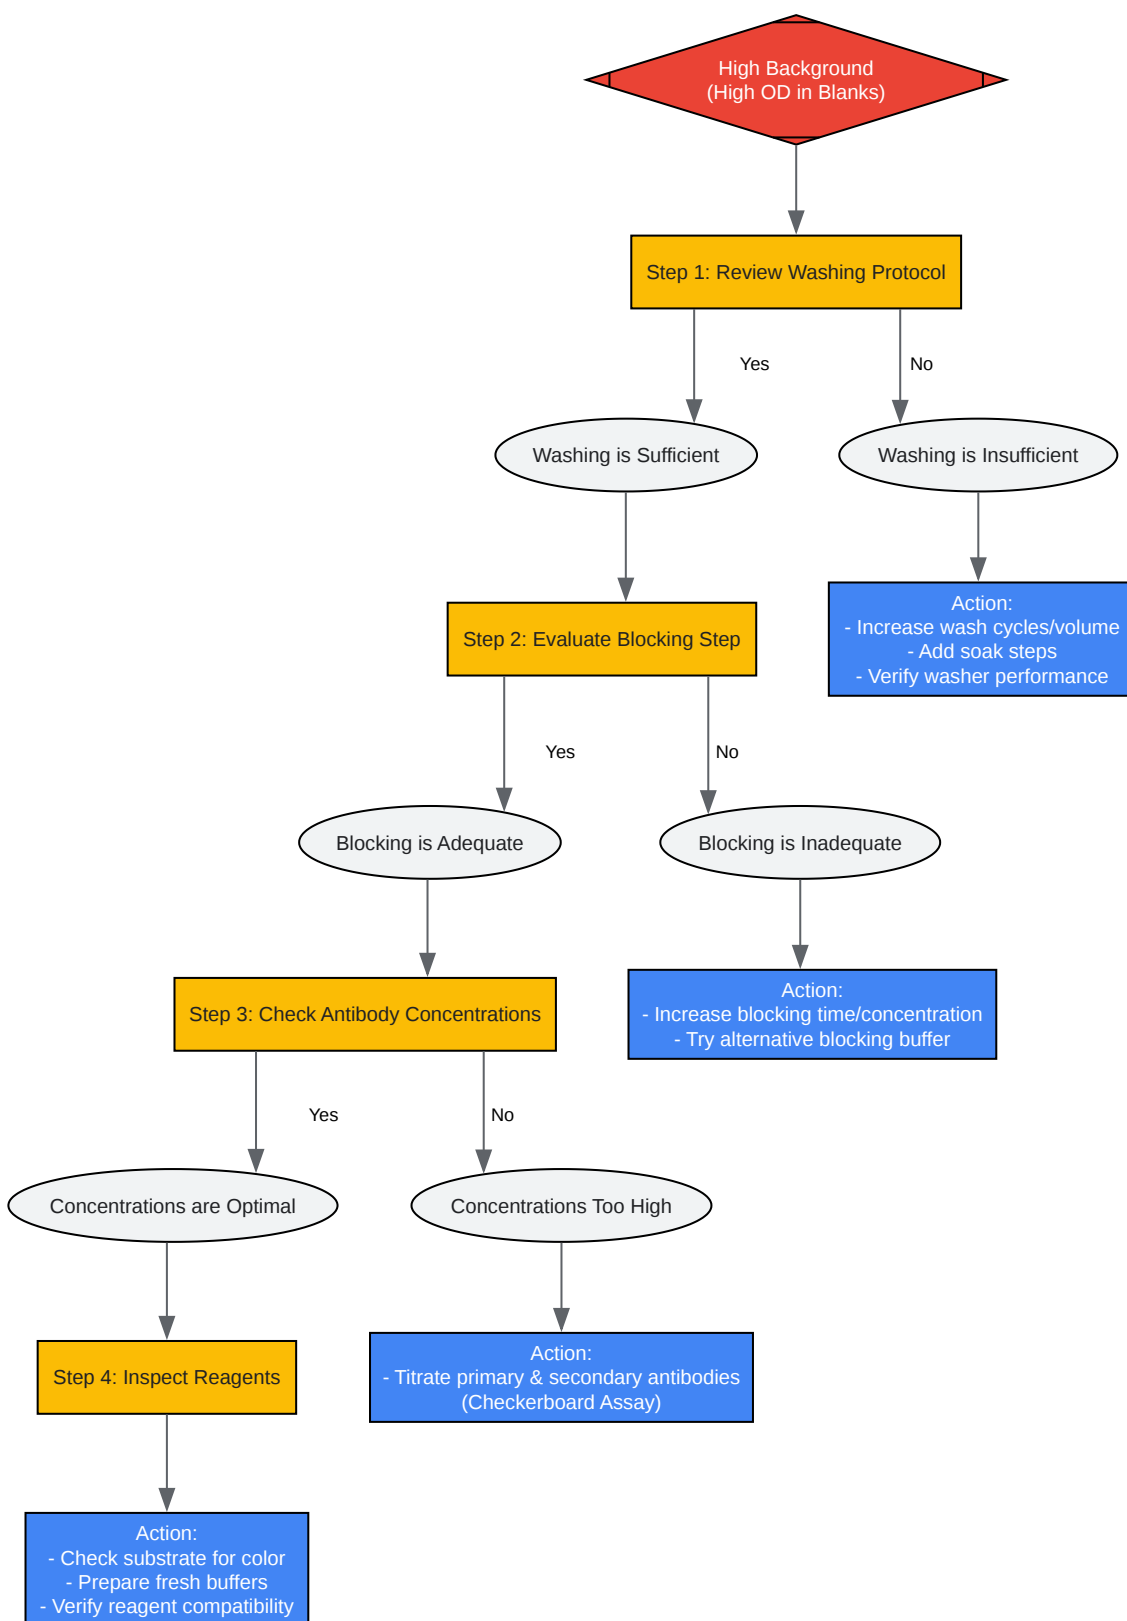 High Background
(High OD in Blanks)
Step 1: Review Washing Protocol
Yes
No
Washing is Sufficient
Washing is Insufficient
Action:
- Increase wash cycles/volume
- Add soak steps
- Verify washer performance
Step 2: Evaluate Blocking Step
Yes
No
Blocking is Adequate
Blocking is Inadequate
Action:
- Increase blocking time/concentration
- Try alternative blocking buffer
Step 3: Check Antibody Concentrations
Yes
No
Concentrations are Optimal
Concentrations Too High
Action:
- Titrate primary & secondary antibodies
(Checkerboard Assay)
Step 4: Inspect Reagents
Action:
- Check substrate for color
- Prepare fresh buffers
- Verify reagent compatibility